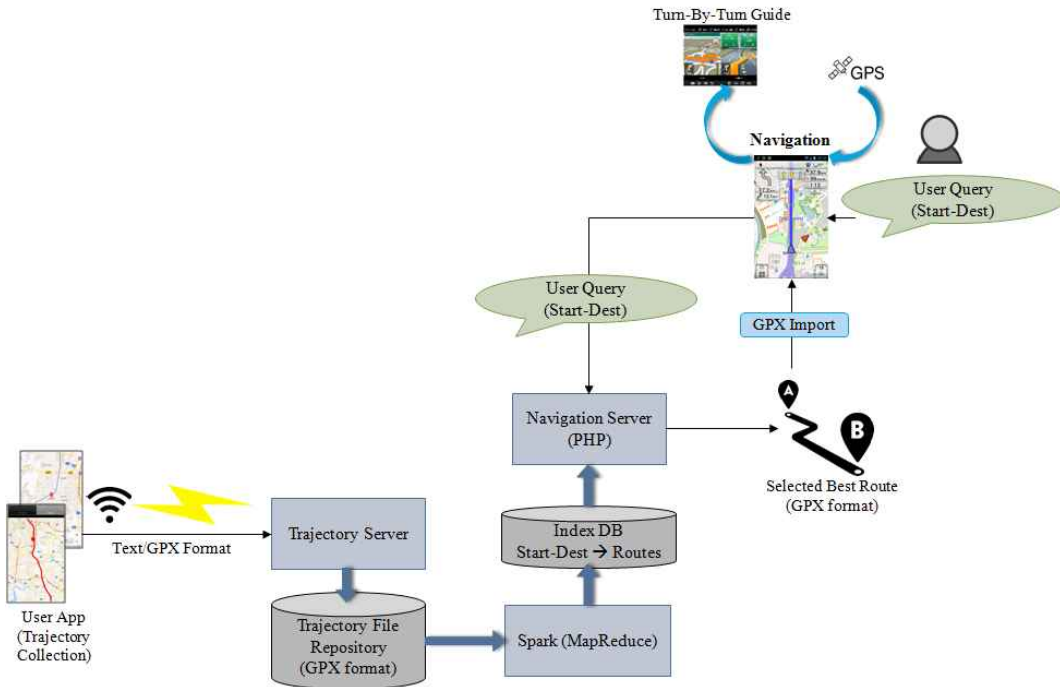 Turn-By-Turn Guide
GPS
Navigation
User Query
(Start-Dest)
User Query
(Start-Dest)
GPX Import
A
B
Navigation Server
(PHP)
Selected Best Route
(GPX format)
Index DB
Start-Dest → Routes
Trajectory Server
Text/GPX Format
User App
(Trajectory
Collection)
Trajectory File
Repository
(GPX format)
Spark (MapReduce)